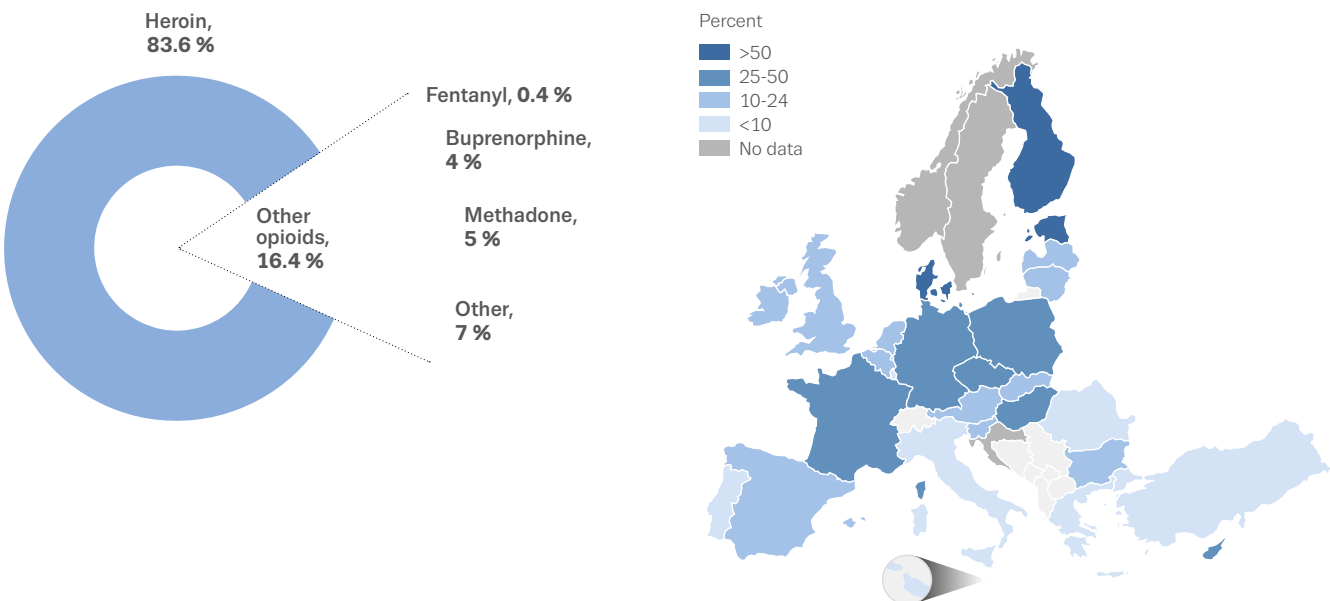 Heroin,
83.6 %
Fentanyl, 0.4 %
Buprenorphine,
4 %
Other
opioids,
16.4 %
Methadone,
5 %
Other,
7 %
Percent
>50
25-50
10-24
<10
No data